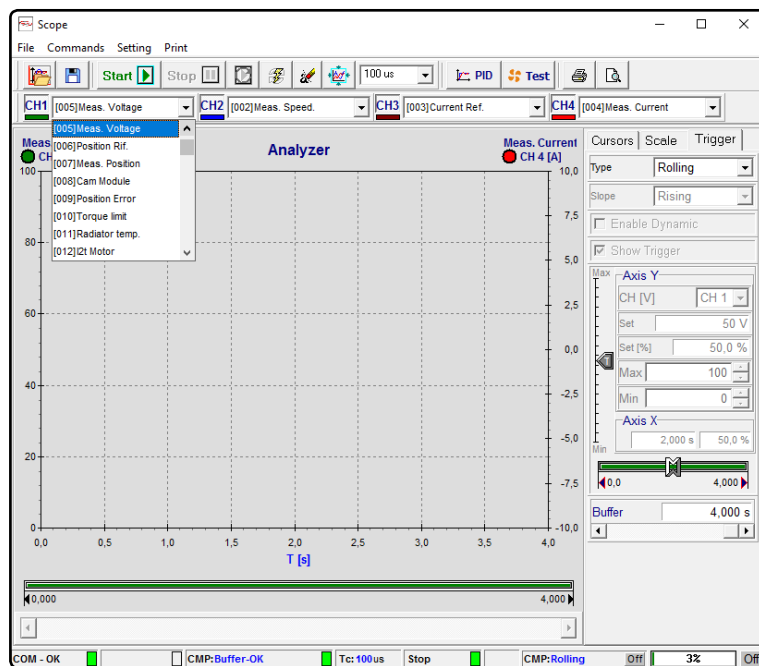 Scope
File Commands Setting Print
Start Stop 100 us PID Test
CH1 [005]Meas. Voltage CH2 [002]Meas. Speed. CH3 [003]Current Ref. CH4 [004]Meas. Current
[005]Meas. Voltage
[006]Position Rif.
[007]Meas. Position
[008]Cam Module
[009]Position Error
[010]Torque limit
[011]Radiator temp.
[012]I2t Motor
Meas
CH
Analyzer
Meas. Current
CH 4 [A]
100
80
60
40
20
0
10,0
7,5
5,0
2,5
0,0
-2,5
-5,0
-7,5
-10,0
0,0 0,5 1,0 1,5 2,0 2,5 3,0 3,5 4,0
T [s]
0,000 4,000
Cursors Scale Trigger
Type Rolling
Slope Rising
Enable Dynamic
Show Trigger
Max
T
Min
Axis Y
CH [V] CH 1
Set 50 V
Set [%] 50,0 %
Max 100
Min 0
Axis X
2,000 s 50,0 %
0,0 4,000
Buffer 4,000 s
COM - OK CMP:Buffer-OK Tc:100us Stop CMP:Rolling Off 3% Off